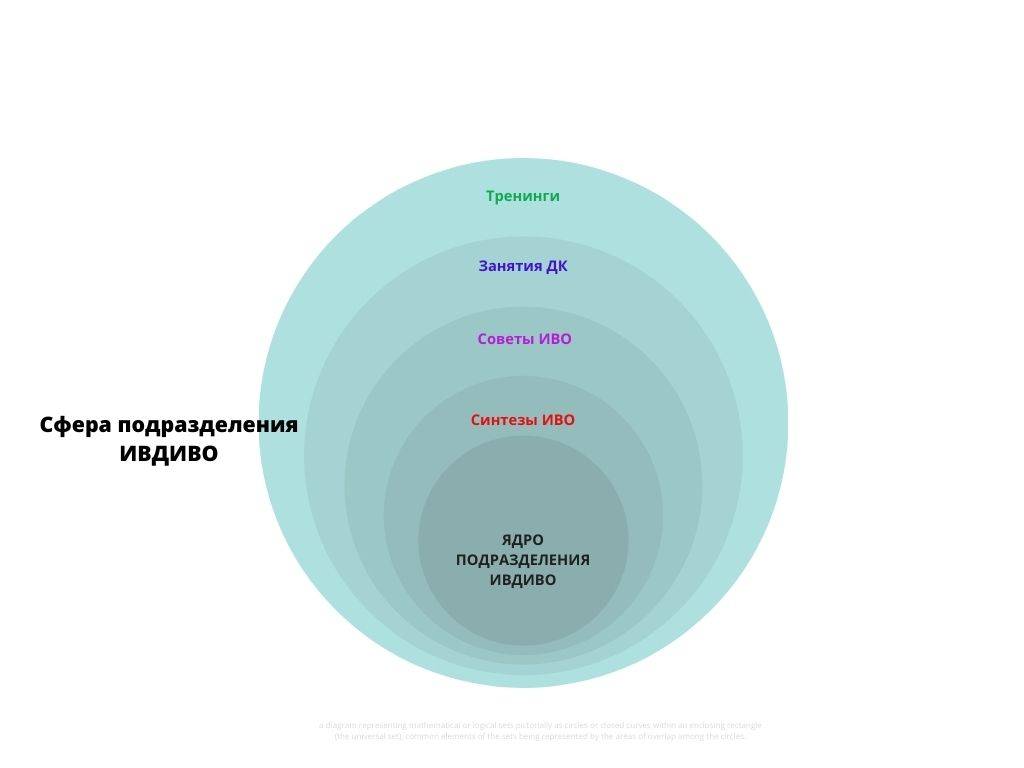 Тренинги
Занятия ДК
Советы ИВО
Синтезы ИВО
Сфера подразделения
ИВДИВО
ЯДРО
ПОДРАЗДЕЛЕНИЯ
ИВДИВО
a diagram representing mathematical or logical sets pictorially as circles or closed curves within an enclosing rectangle
(the universal set), common elements of the sets being represented by the areas of overlap among the circles.